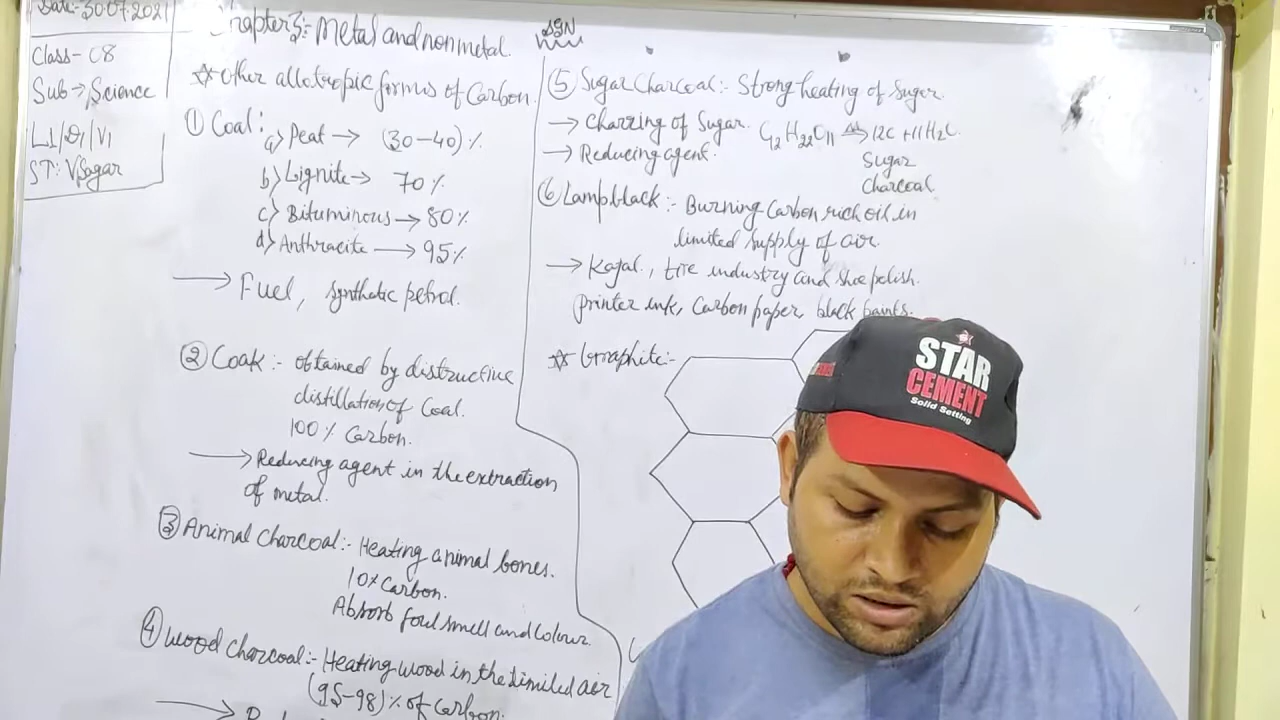 Date:-30.07.2021
Class- 08
Sub→Science
L1/D1/V1
ST: VSagar
Chapter3:- Metal and nonmetal.
SSN
☆ Other allotropic forms of Carbon.
① Coal:
a) Peat → (30-40)%
b) Lignite → 70%
c) Bituminous → 80%
d) Anthracite → 95%
→ Fuel, synthetic petrol.
② Coak:- obtained by distructive
distillation of Coal.
100% Carbon.
→ Reducing agent in the extraction
of metal.
③ Animal charcoal:- Heating animal bones.
10% Carbon.
Absorb foul smell and colour.
④ Wood charcoal:- Heating wood in the limited air
(95-98)% of Carbon.
⑤ Sugar Charcoal:- Strong heating of Sugar.
→ Charring of Sugar. C12H22O11 → 12C + 11H2O
→ Reducing agent.
Sugar
Charcoal
⑥ Lampblack:- Burning Carbon rich oil in
limited supply of air.
→ Kajal, tire industry and shoe polish.
printer ink, Carbon paper, black paints.
☆ Graphite:-
STAR
CEMENT
Solid Setting